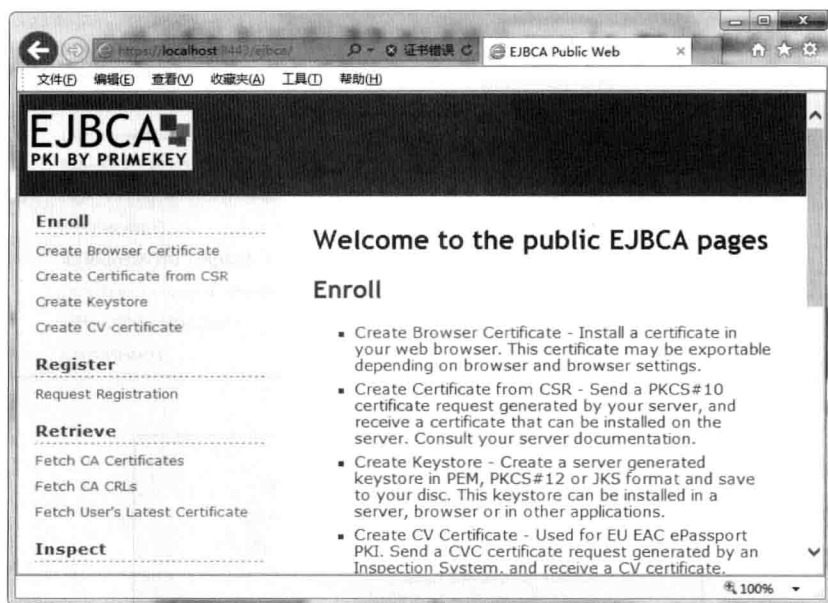 https://localhost:8443/ejbca/
证书错误
EJBCA Public Web
文件(F) 编辑(E) 查看(V) 收藏夹(A) 工具(T) 帮助(H)
EJBCA
PKI BY PRIMEKEY
Enroll
Create Browser Certificate
Create Certificate from CSR
Create Keystore
Create CV certificate
Register
Request Registration
Retrieve
Fetch CA Certificates
Fetch CA CRLs
Fetch User's Latest Certificate
Inspect
Welcome to the public EJBCA pages
Enroll
Create Browser Certificate - Install a certificate in
your web browser. This certificate may be exportable
depending on browser and browser settings.
Create Certificate from CSR - Send a PKCS#10
certificate request generated by your server, and
receive a certificate that can be installed on the
server. Consult your server documentation.
Create Keystore - Create a server generated
keystore in PEM, PKCS#12 or JKS format and save
to your disc. This keystore can be installed in a
server, browser or in other applications.
Create CV Certificate - Used for EU EAC ePassport
PKI. Send a CVC certificate request generated by an
Inspection System, and receive a CV certificate.
100%